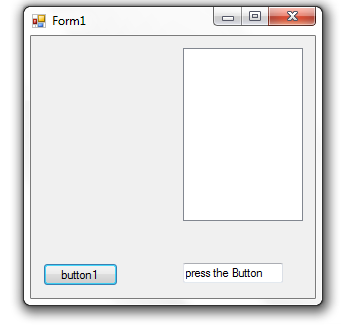 Form1
button1
press the Button